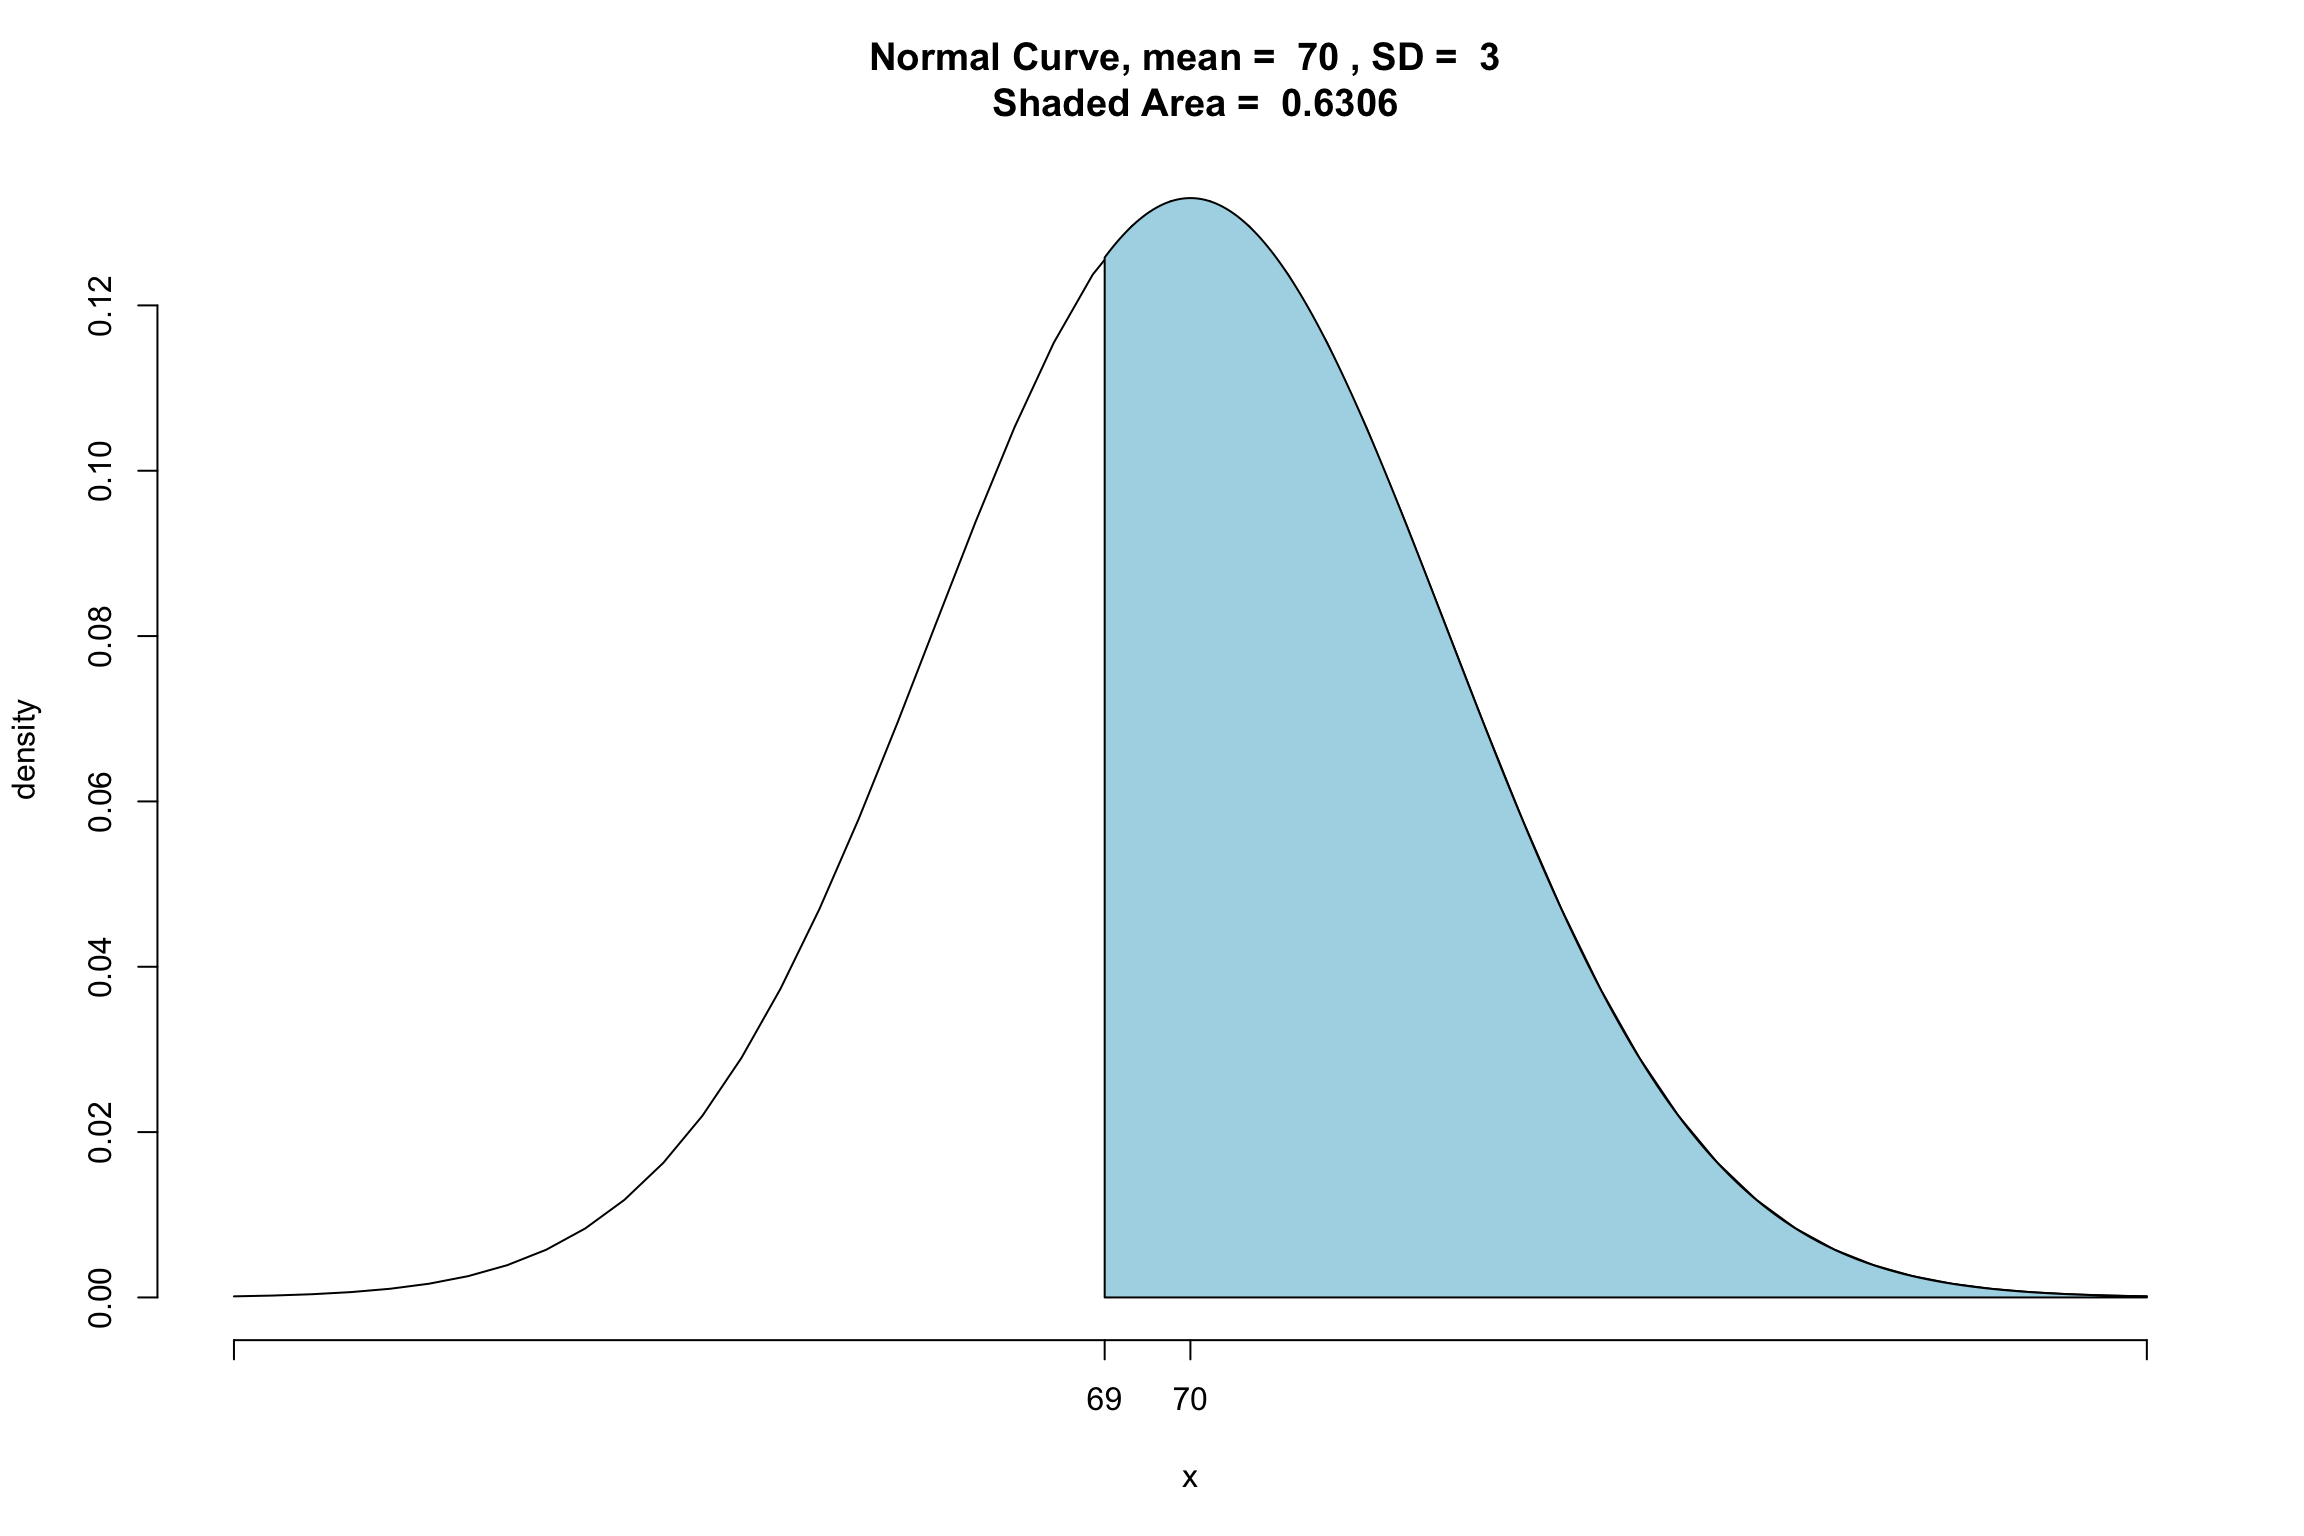 Normal Curve, mean = 70 , SD = 3
Shaded Area = 0.6306
density
0.12
0.10
0.08
0.06
0.04
0.02
0.00
69 70
x